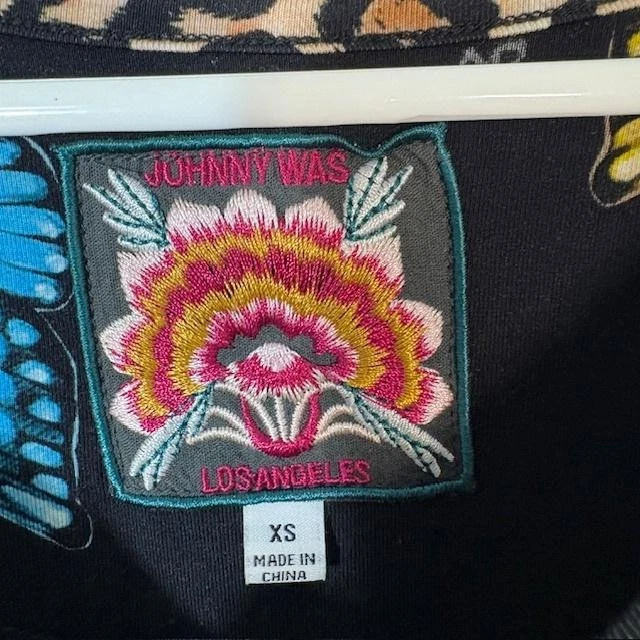 JOHNNY WAS
LOS ANGELES
XS
MADE IN
CHINA